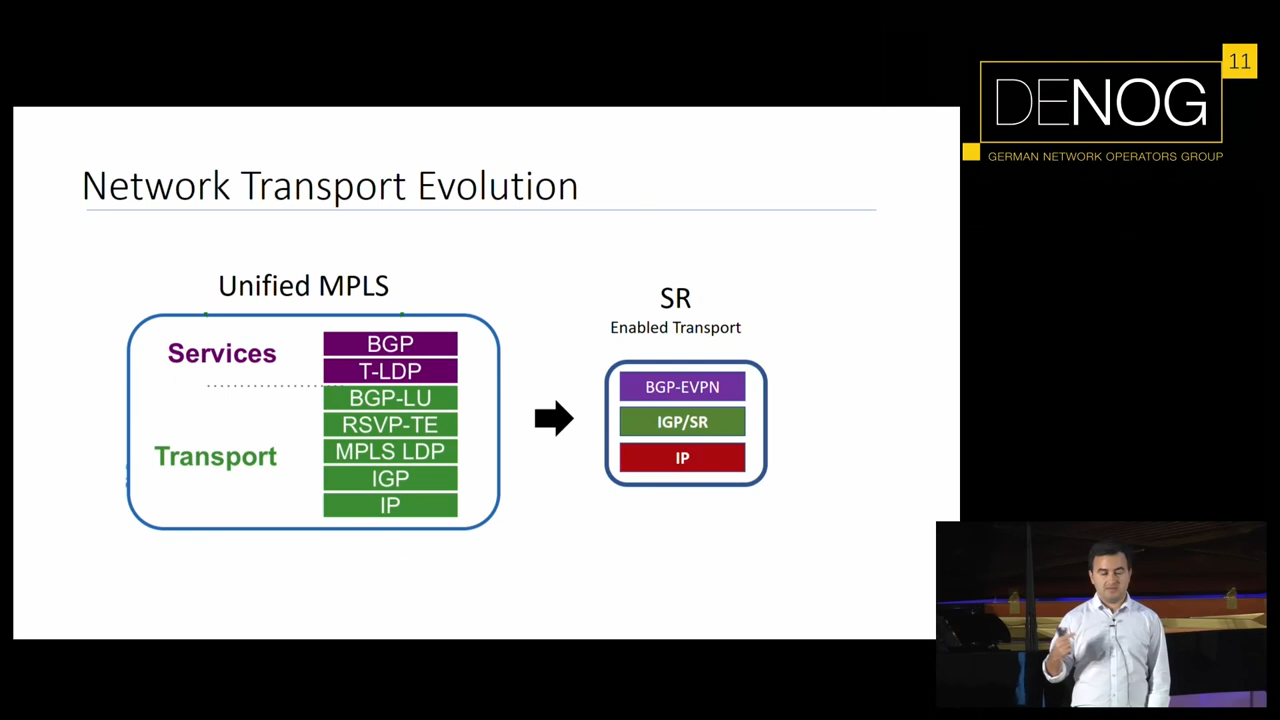 11
DENOG
GERMAN NETWORK OPERATORS GROUP
Network Transport Evolution
Unified MPLS
Services
Transport
BGP
T-LDP
BGP-LU
RSVP-TE
MPLS LDP
IGP
IP
SR
Enabled Transport
BGP-EVPN
IGP/SR
IP